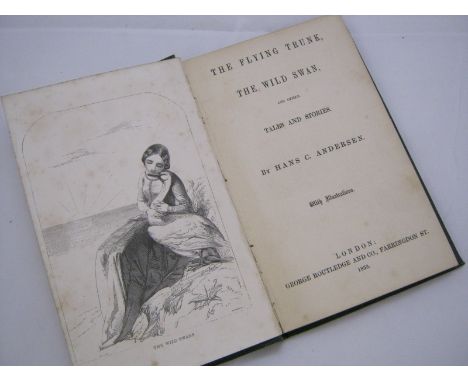 THE WILD SWANS.
THE FLYING TRUNK,
THE WILD SWAN,
AND OTHER
TALES AND STORIES.
BY HANS C. ANDERSEN.
With Illustrations.
LONDON:
GEORGE ROUTLEDGE AND CO., FARRINGDON ST.